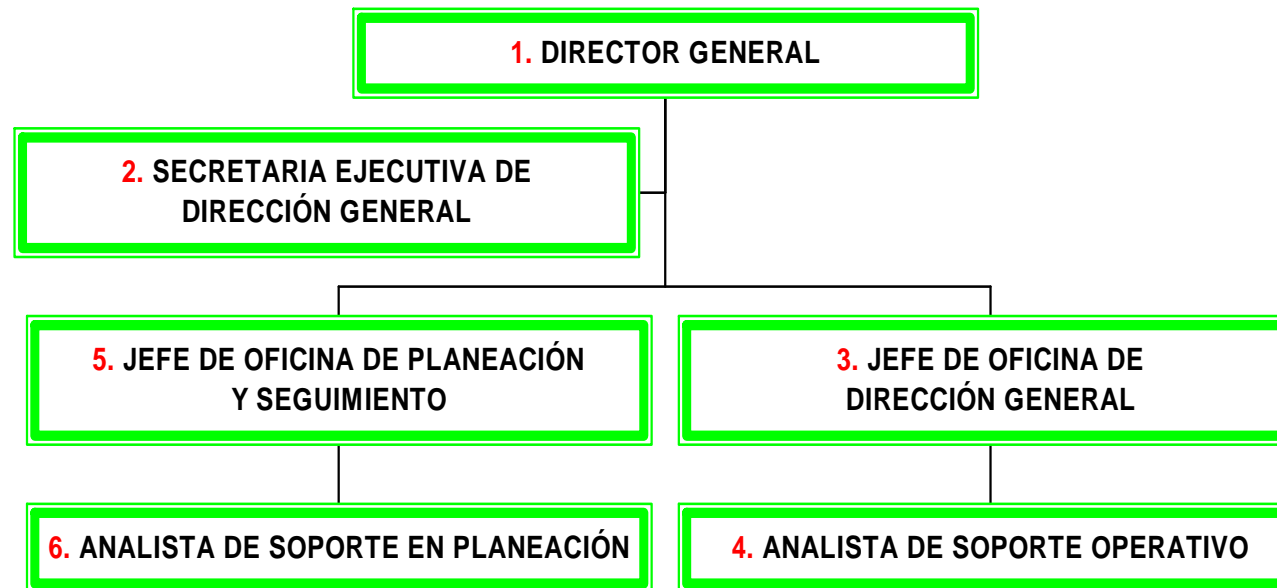 1. DIRECTOR GENERAL
2. SECRETARIA EJECUTIVA DE
DIRECCIÓN GENERAL
5. JEFE DE OFICINA DE PLANEACIÓN
Y SEGUIMIENTO
3. JEFE DE OFICINA DE
DIRECCIÓN GENERAL
6. ANALISTA DE SOPORTE EN PLANEACIÓN
4. ANALISTA DE SOPORTE OPERATIVO